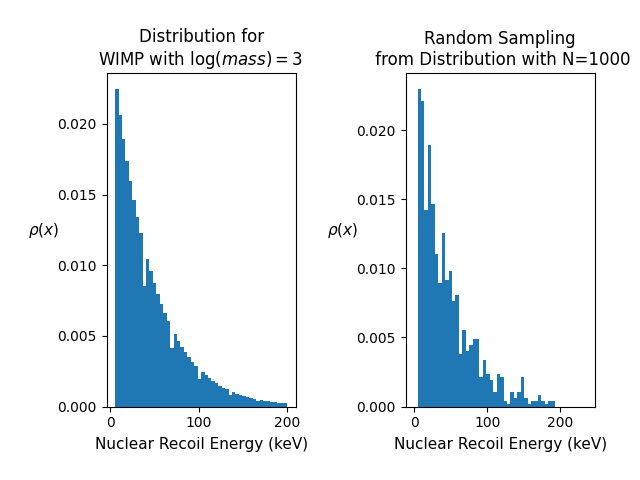 Distribution for
WIMP with log(mass) = 3
0.020
0.015
ρ(x)
0.010
0.005
0.000
0
100
200
Nuclear Recoil Energy (keV)
Random Sampling
from Distribution with N=1000
0.020
0.015
ρ(x)
0.010
0.005
0.000
0
100
200
Nuclear Recoil Energy (keV)